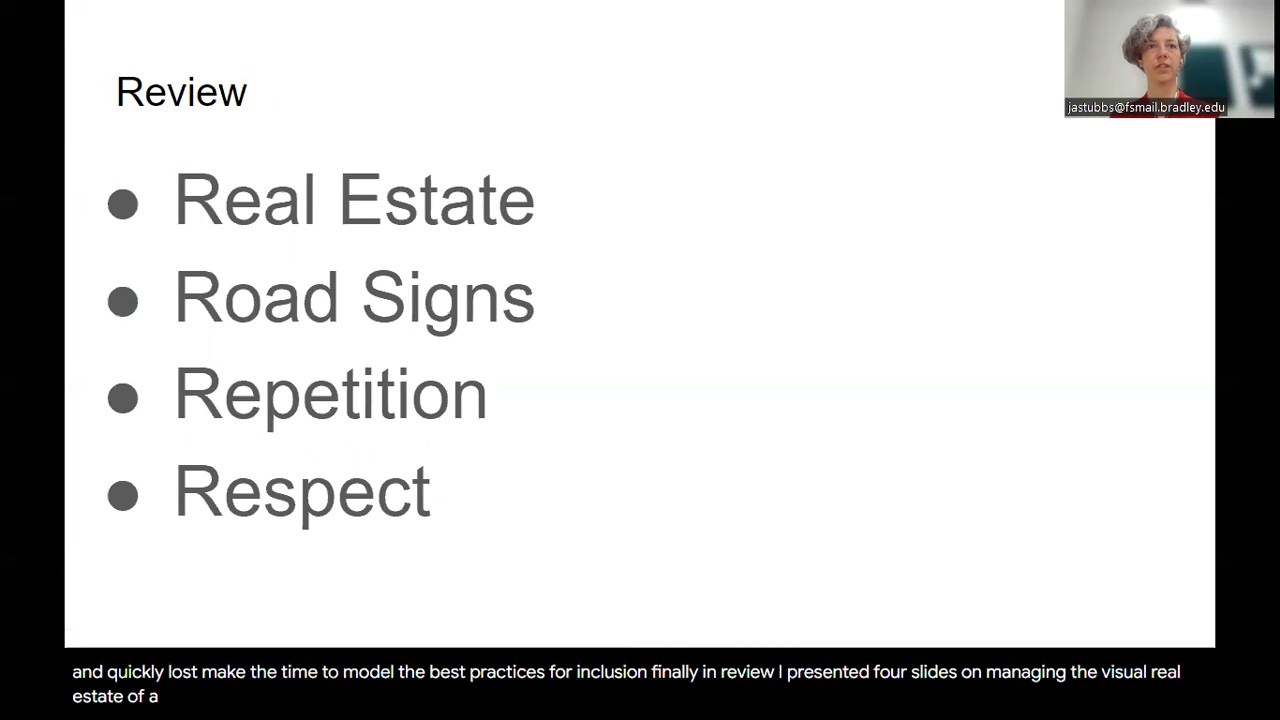 Review
jastubbs@fsmail.bradley.edu
● Real Estate
● Road Signs
● Repetition
● Respect
and quickly lost make the time to model the best practices for inclusion finally in review I presented four slides on managing the visual real
estate of a